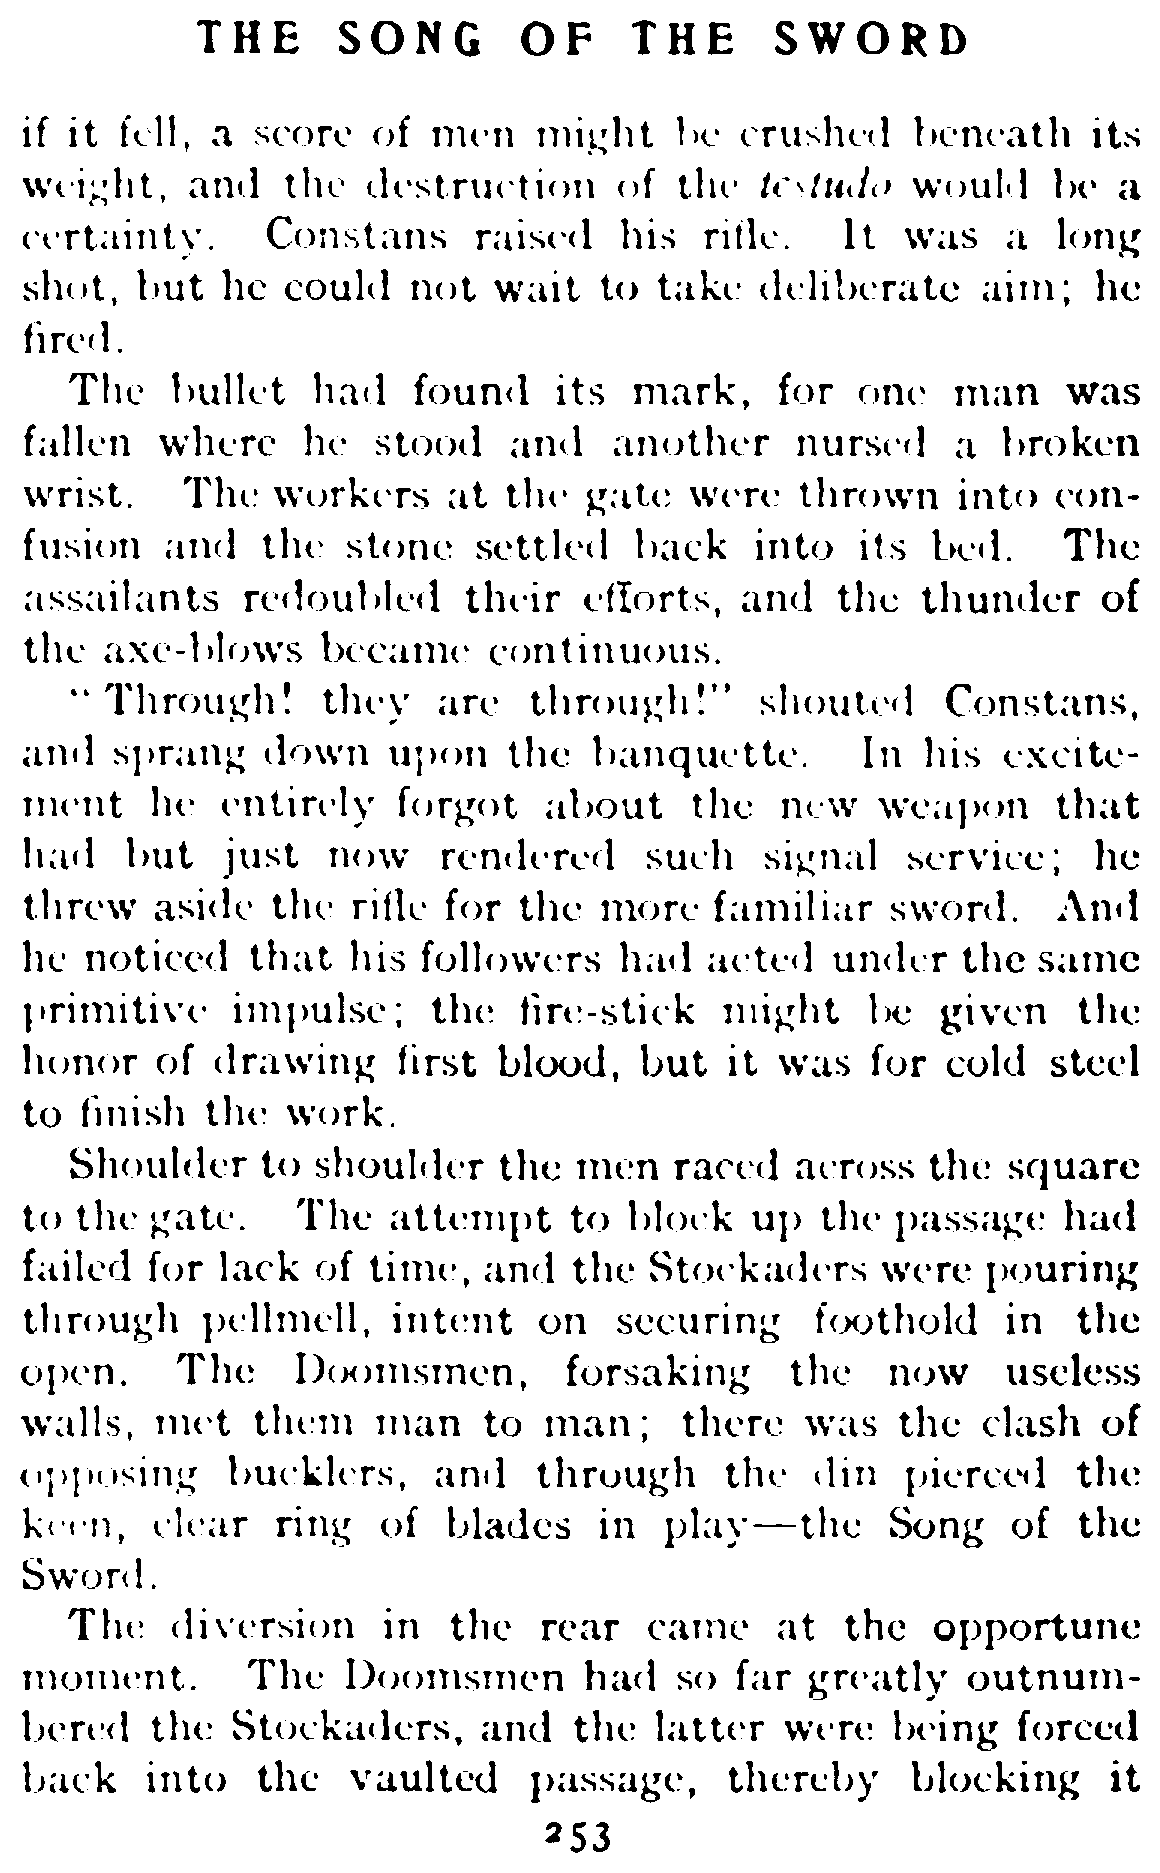 THE SONG OF THE SWORD
if it fell, a score of men might be crushed beneath its
weight, and the destruction of the testudo would be a
certainty. Constans raised his rifle. It was a long
shot, but he could not wait to take deliberate aim; he
fired.
The bullet had found its mark, for one man was
fallen where he stood and another nursed a broken
wrist. The workers at the gate were thrown into con-
fusion and the stone settled back into its bed. The
assailants redoubled their efforts, and the thunder of
the axe-blows became continuous.
"Through! they are through!" shouted Constans,
and sprang down upon the banquette. In his excite-
ment he entirely forgot about the new weapon that
had but just now rendered such signal service; he
threw aside the rifle for the more familiar sword. And
he noticed that his followers had acted under the same
primitive impulse; the fire-stick might be given the
honor of drawing first blood, but it was for cold steel
to finish the work.
Shoulder to shoulder the men raced across the square
to the gate. The attempt to block up the passage had
failed for lack of time, and the Stockaders were pouring
through pellmell, intent on securing foothold in the
open. The Doomsmen, forsaking the now useless
walls, met them man to man; there was the clash of
opposing bucklers, and through the din pierced the
keen, clear ring of blades in play—the Song of the
Sword.
The diversion in the rear came at the opportune
moment. The Doomsmen had so far greatly outnum-
bered the Stockaders, and the latter were being forced
back into the vaulted passage, thereby blocking it
253